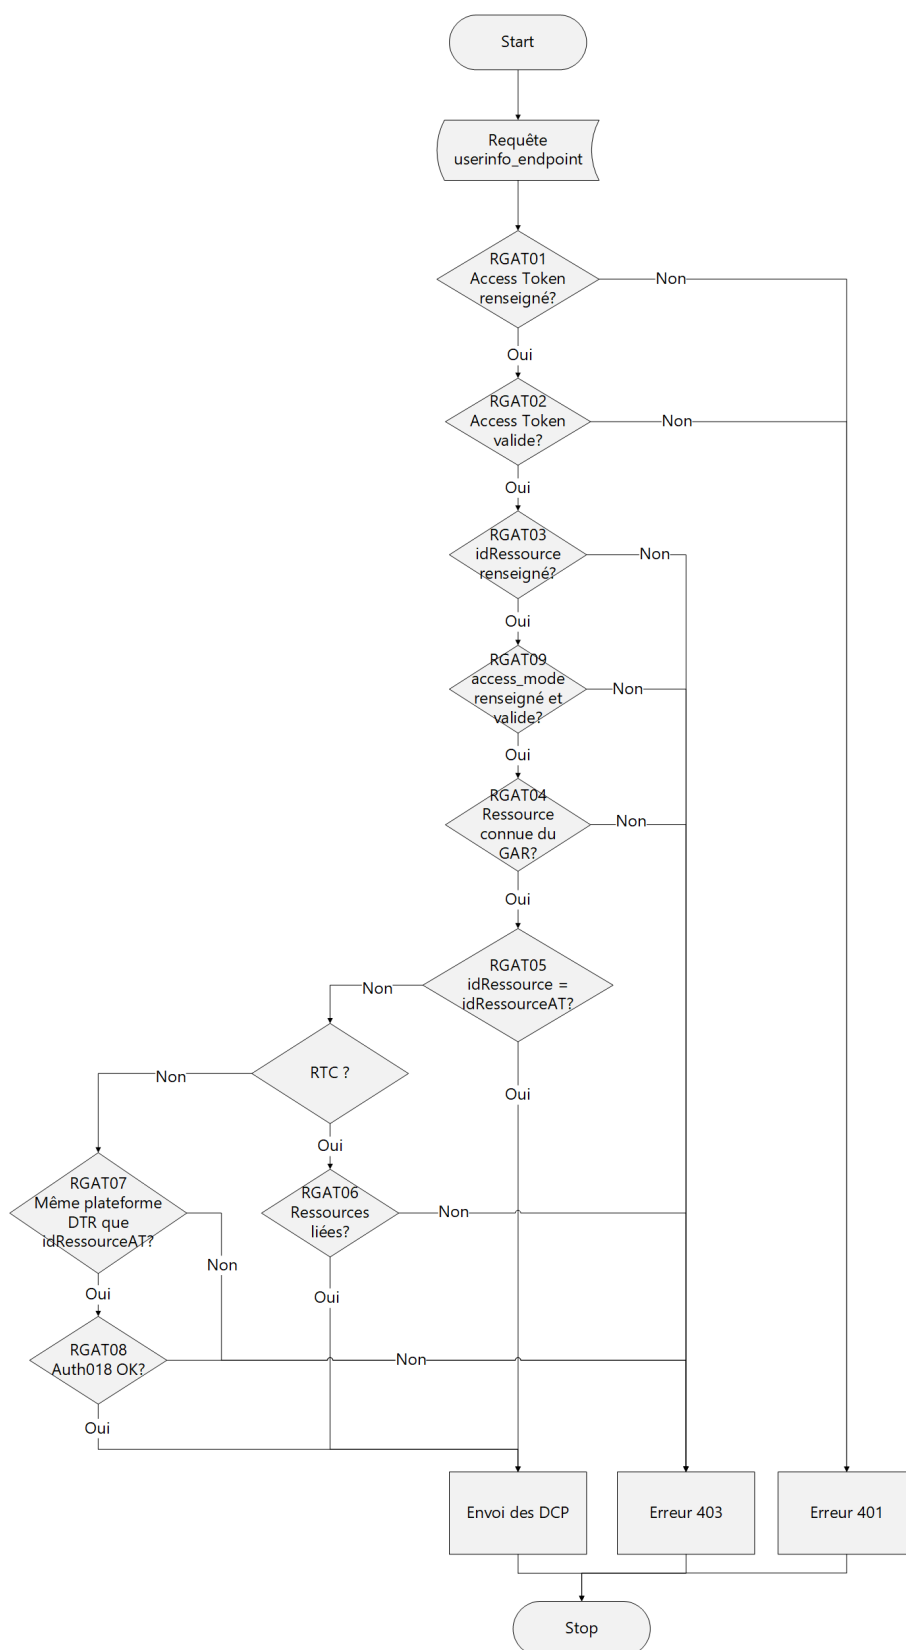 Start
Requête
userinfo_endpoint
RGAT01
Access Token
renseigné?
Non
Oui
RGAT02
Access Token
valide?
Non
Oui
RGAT03
idRessource
renseigné?
Non
Oui
RGAT09
access_mode
renseigné et
valide?
Non
Oui
RGAT04
Ressource
connue du
GAR?
Non
Oui
RGAT05
idRessource =
idRessourceAT?
Non
Oui
RTC ?
Non
Oui
RGAT07
Même plateforme
DTR que
idRessourceAT?
Non
Oui
RGAT06
Ressources
liées?
Non
Oui
RGAT08
Auth018 OK?
Non
Oui
Envoi des DCP
Erreur 403
Erreur 401
Stop